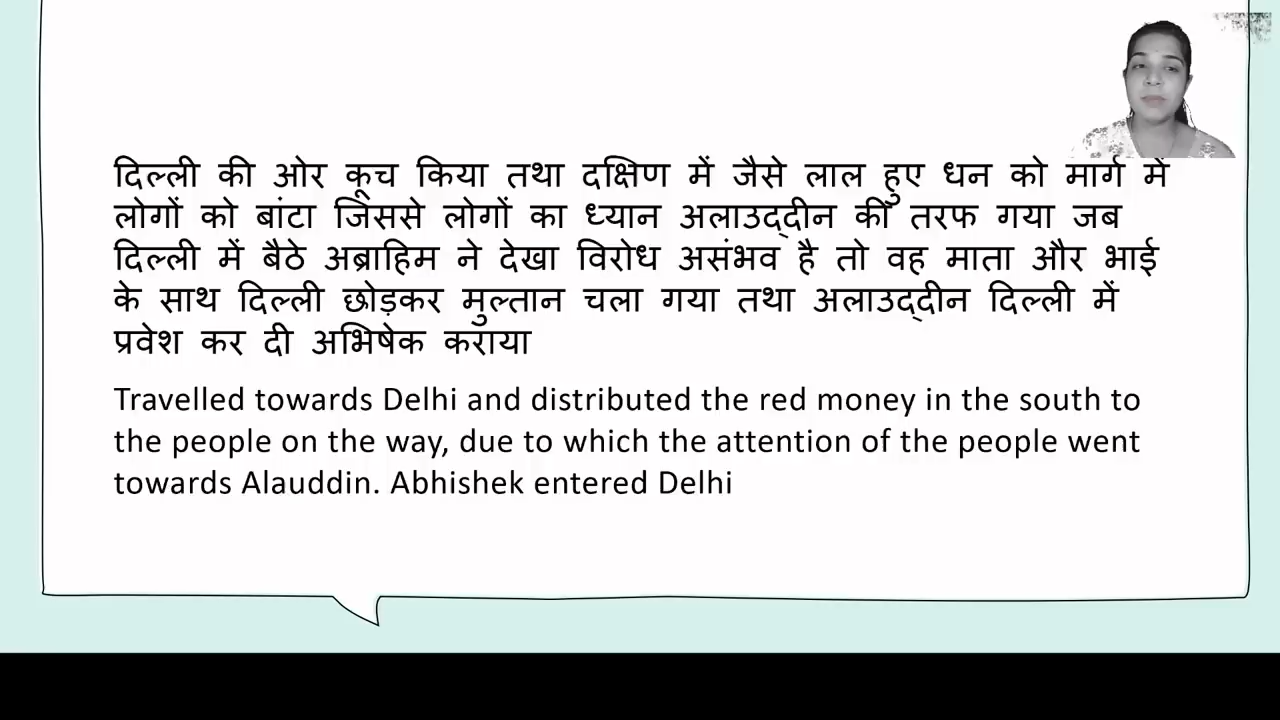 दिल्ली की ओर कूच किया तथा दक्षिण में जैसे लाल हुए धन को मार्ग में
लोगों को बांटा जिससे लोगों का ध्यान अलाउद्दीन की तरफ गया जब
दिल्ली में बैठे अब्राहिम ने देखा विरोध असंभव है तो वह माता और भाई
के साथ दिल्ली छोड़कर मुल्तान चला गया तथा अलाउद्दीन दिल्ली में
प्रवेश कर दी अभिषेक कराया
Travelled towards Delhi and distributed the red money in the south to
the people on the way, due to which the attention of the people went
towards Alauddin. Abhishek entered Delhi